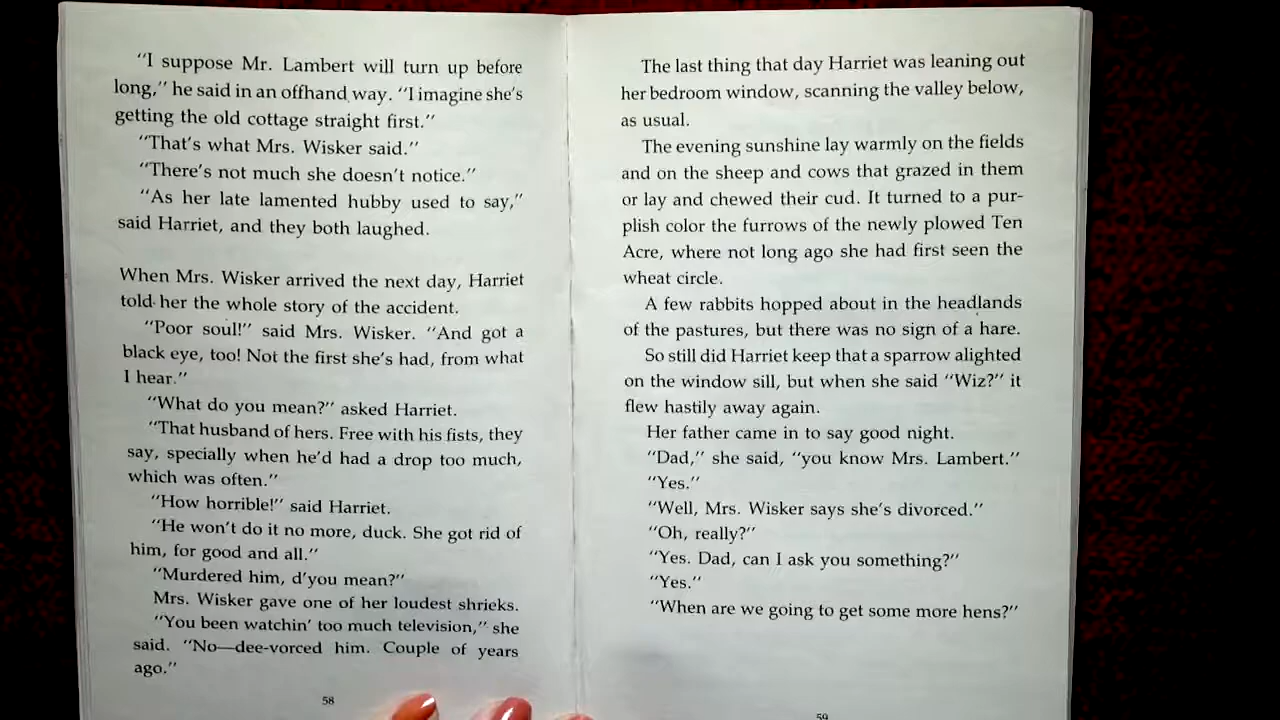 “I suppose Mr. Lambert will turn up before
long,” he said in an offhand way. “I imagine she’s
getting the old cottage straight first.”
“That’s what Mrs. Wisker said.”
“There’s not much she doesn’t notice.”
“As her late lamented hubby used to say,”
said Harriet, and they both laughed.
When Mrs. Wisker arrived the next day, Harriet
told her the whole story of the accident.
“Poor soul!” said Mrs. Wisker. “And got a
black eye, too! Not the first she’s had, from what
I hear.”
“What do you mean?” asked Harriet.
“That husband of hers. Free with his fists, they
say, specially when he’d had a drop too much,
which was often.”
“How horrible!” said Harriet.
“He won’t do it no more, duck. She got rid of
him, for good and all.”
“Murdered him, d’you mean?”
Mrs. Wisker gave one of her loudest shrieks.
“You been watchin’ too much television,” she
said. “No—dee-vorced him. Couple of years
ago.”
58
The last thing that day Harriet was leaning out
her bedroom window, scanning the valley below,
as usual.
The evening sunshine lay warmly on the fields
and on the sheep and cows that grazed in them
or lay and chewed their cud. It turned to a pur-
plish color the furrows of the newly plowed Ten
Acre, where not long ago she had first seen the
wheat circle.
A few rabbits hopped about in the headlands
of the pastures, but there was no sign of a hare.
So still did Harriet keep that a sparrow alighted
on the window sill, but when she said “Wiz?” it
flew hastily away again.
Her father came in to say good night.
“Dad,” she said, “you know Mrs. Lambert.”
“Yes.”
“Well, Mrs. Wisker says she’s divorced.”
“Oh, really?”
“Yes. Dad, can I ask you something?”
“Yes.”
“When are we going to get some more hens?”
59